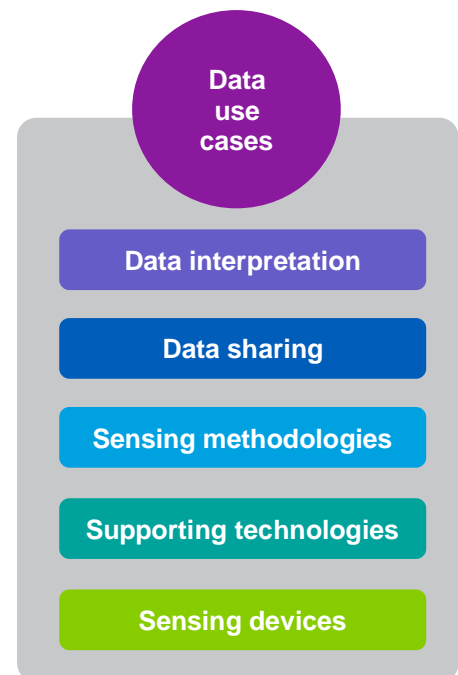 Data
use
cases
Data interpretation
Data sharing
Sensing methodologies
Supporting technologies
Sensing devices